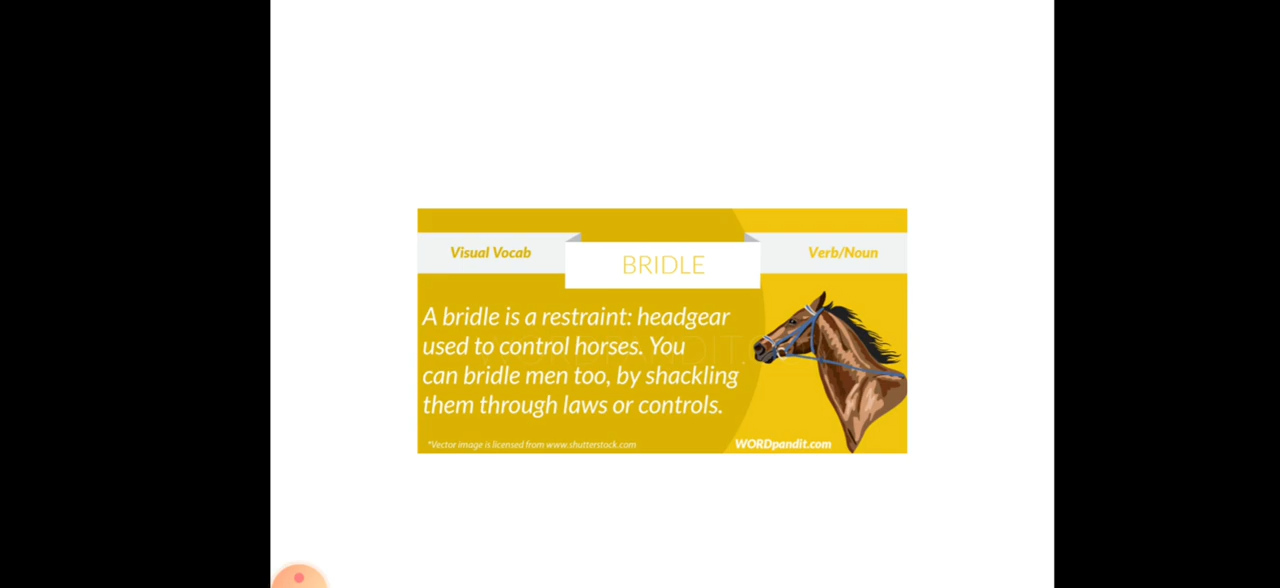 Visual Vocab
BRIDLE
Verb/Noun
A bridle is a restraint: headgear
used to control horses. You
can bridle men too, by shackling
them through laws or controls.
*Vector image is licensed from www.shutterstock.com
WORDpandit.com